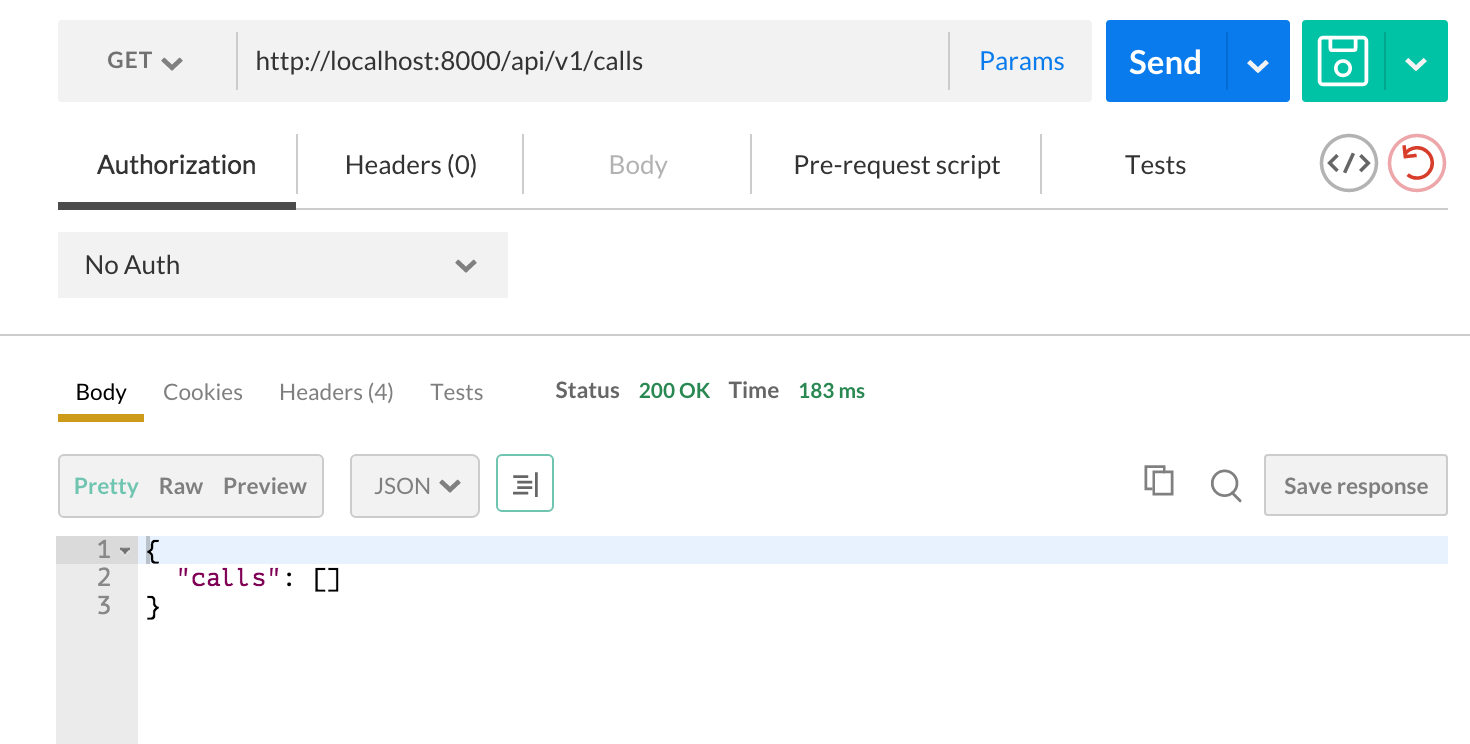 GET http://localhost:8000/api/v1/calls Params Send
Authorization Headers (0) Body Pre-request script Tests </>
No Auth
Body Cookies Headers (4) Tests Status 200 OK Time 183 ms
Pretty Raw Preview JSON Save response
1 {
2 "calls": []
3 }